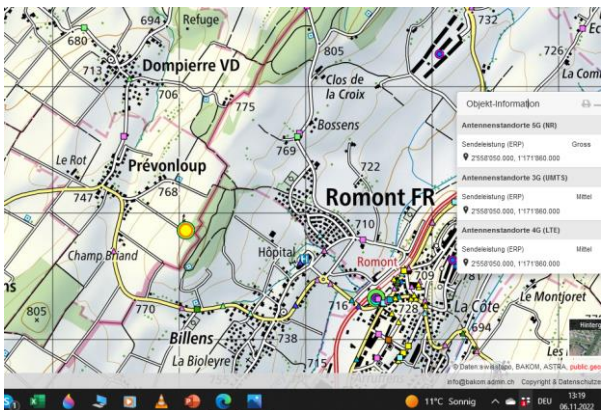 694
Refuge
732
680
805
726
Dompierre VD
713
Clos de
la Croix
706
775
Bossens
Le Rot
Prévonloup
769
722
747
768
Romont FR
710
Champ Briand
Hôpital
Romont
709
805
770
716
728
La Côte
Le Montjoret
Billens
738
694
La Bioleyre
715
Objekt-Information
Antennenstandorte 5G (NR)
Sendeleistung (ERP) Gross
2'558'050.000, 1'171'860.000
Antennenstandorte 3G (UMTS)
Sendeleistung (ERP) Mittel
2'558'050.000, 1'171'860.000
Antennenstandorte 4G (LTE)
Sendeleistung (ERP) Mittel
2'558'050.000, 1'171'860.000
Hinterg
© Daten:swisstopo, BAKOM, ASTRA, public.geo
info@bakom.admin.ch Copyright & Datenschutze
11°C Sonnig
DEU
13:19
06.11.2022